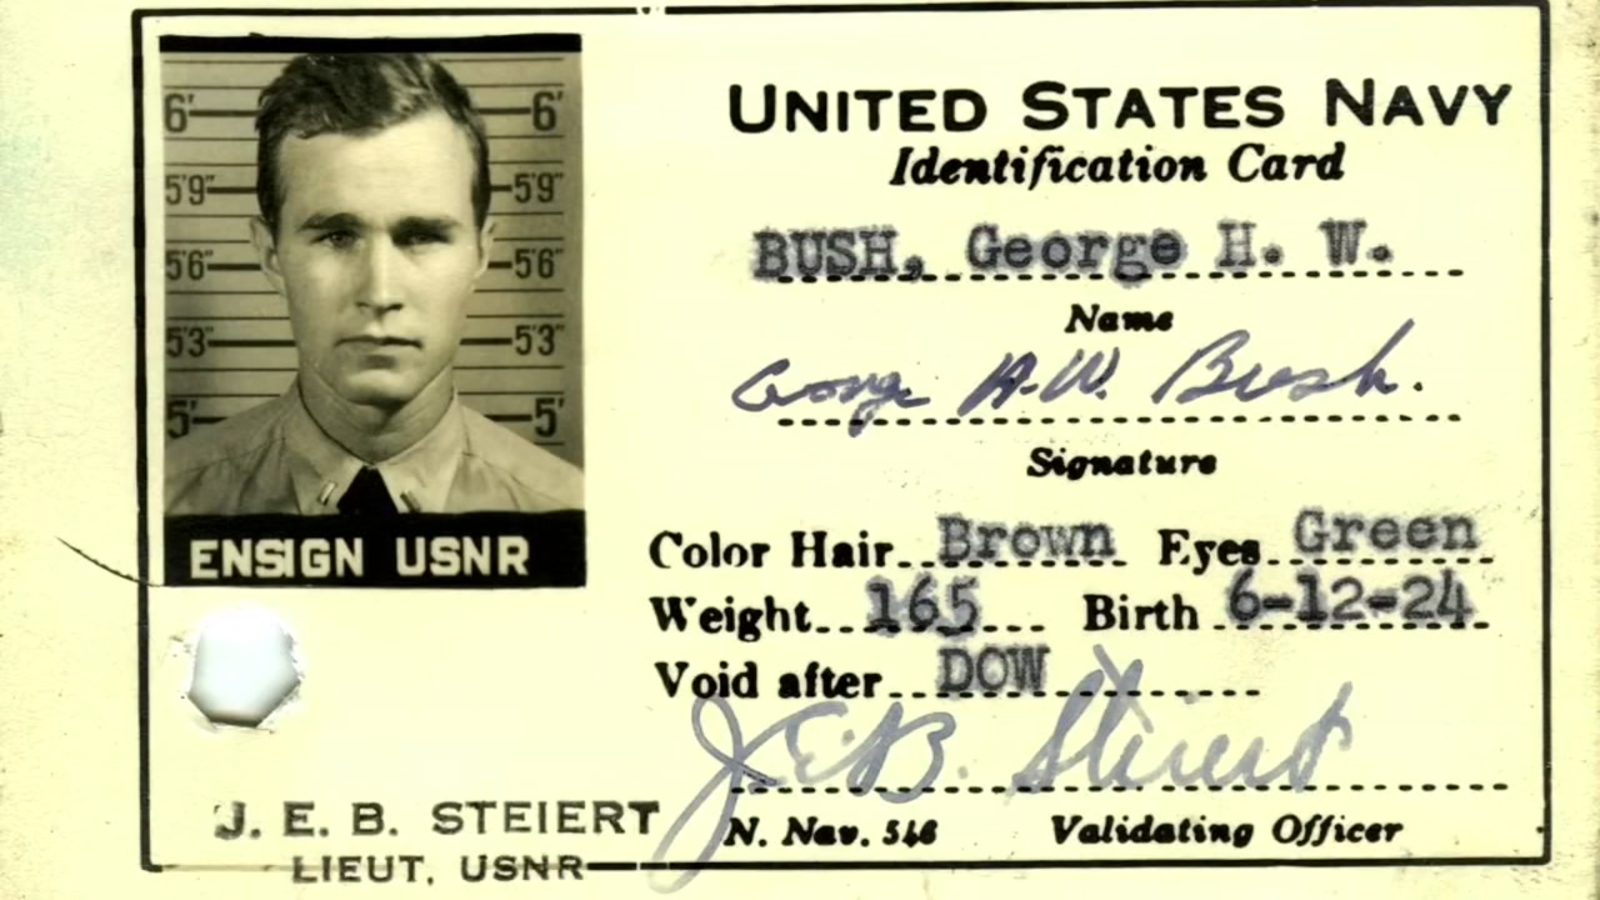 6' 6'
5'9" 5'9"
5'6" 5'6"
5'3" 5'3"
5' 5'
ENSIGN USNR
UNITED STATES NAVY
Identification Card
BUSH, George H. W.
Name
George H.W. Bush.
Signature
Color Hair Brown Eyes Green
Weight 165 Birth 6-12-24
Void after DOW
J.E.B. Steiert
J. E. B. STEIERT
LIEUT, USNR
N. Nav. 546 Validating Officer